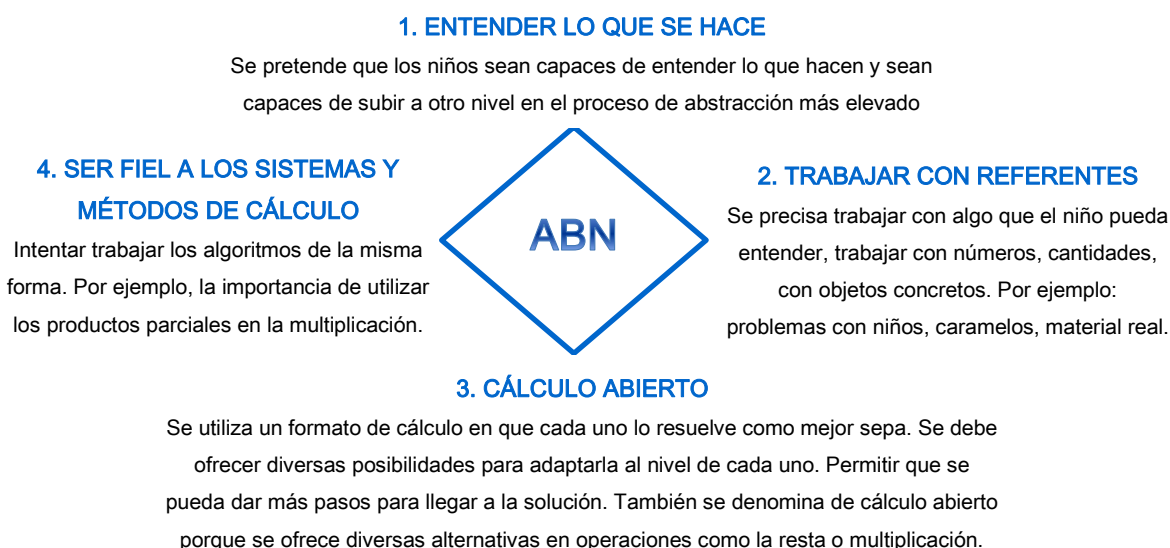 1. ENTENDER LO QUE SE HACE
Se pretende que los niños sean capaces de entender lo que hacen y sean
capaces de subir a otro nivel en el proceso de abstracción más elevado
4. SER FIEL A LOS SISTEMAS Y
MÉTODOS DE CÁLCULO
Intentar trabajar los algoritmos de la misma
forma. Por ejemplo, la importancia de utilizar
los productos parciales en la multiplicación.
ABN
2. TRABAJAR CON REFERENTES
Se precisa trabajar con algo que el niño pueda
entender, trabajar con números, cantidades,
con objetos concretos. Por ejemplo:
problemas con niños, caramelos, material real.
3. CÁLCULO ABIERTO
Se utiliza un formato de cálculo en que cada uno lo resuelve como mejor sepa. Se debe
ofrecer diversas posibilidades para adaptarla al nivel de cada uno. Permitir que se
pueda dar más pasos para llegar a la solución. También se denomina de cálculo abierto
porque se ofrece diversas alternativas en operaciones como la resta o multiplicación.